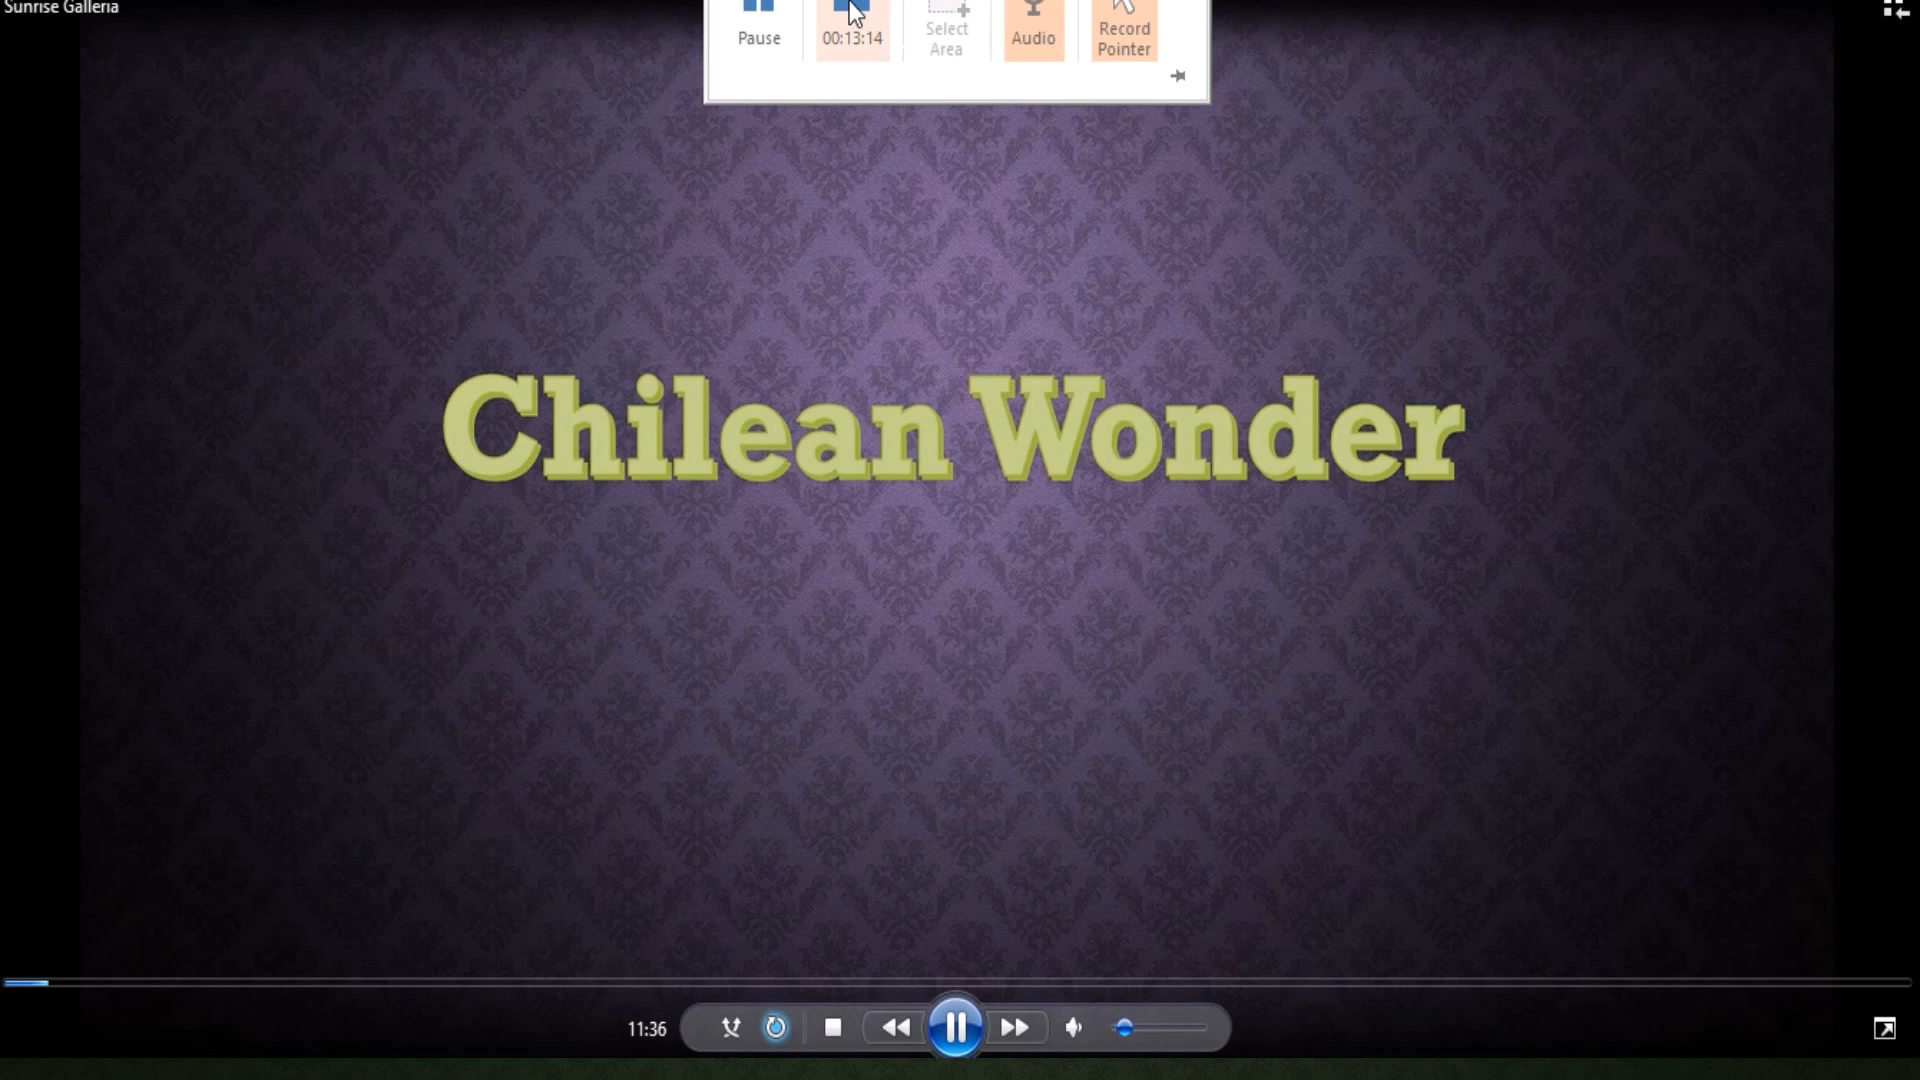 Sunrise Galleria
Pause
00:13:14
Select
Area
Audio
Record
Pointer
Chilean Wonder
11:36